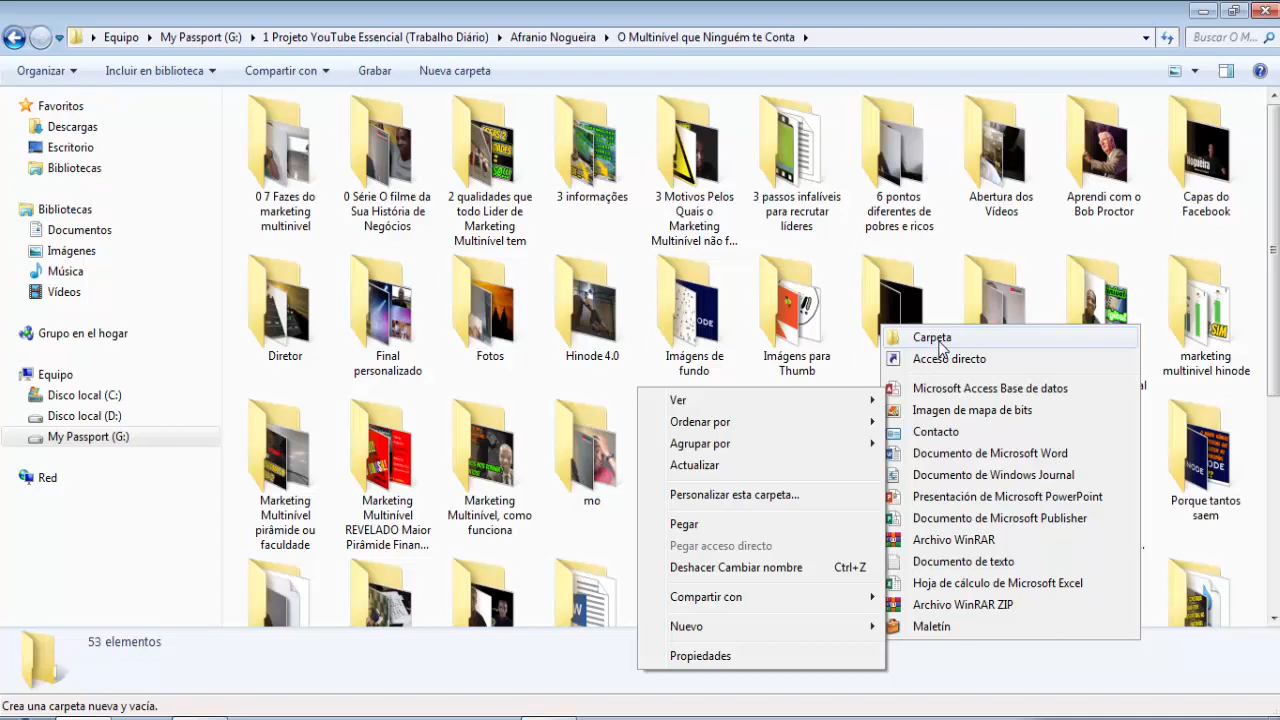 Equipo
My Passport (G:)
1 Projeto YouTube Essencial (Trabalho Diário)
Afranio Nogueira
O Multinível que Ninguém te Conta
Buscar O M...
Organizar
Incluir en biblioteca
Compartir con
Grabar
Nueva carpeta
Favoritos
Descargas
Escritorio
Bibliotecas
Bibliotecas
Documentos
Imágenes
Música
Vídeos
Grupo en el hogar
Equipo
Disco local (C:)
Disco local (D:)
My Passport (G:)
Red
0 7 Fazes do
marketing
multinivel
0 Série O filme da
Sua História de
Negócios
2 qualidades que
todo Lider de
Marketing
Multinível tem
3 informações
3 Motivos Pelos
Quais o
Marketing
Multinível não f...
3 passos infalíveis
para recrutar
líderes
6 pontos
diferentes de
pobres e ricos
Abertura dos
Vídeos
Aprendi com o
Bob Proctor
Nogueira
Capas do
Facebook
Diretor
Final
personalizado
Fotos
Hinode 4.0
Imágens de
fundo
Imágens para
Thumb
marketing
multinivel hinode
Marketing
Multinível
pirâmide ou
faculdade
Marketing
Multinível
REVELADO Maior
Pirâmide Finan...
Marketing
Multinível, como
funciona
mo
Porque tantos
saem
Ver
Ordenar por
Agrupar por
Actualizar
Personalizar esta carpeta...
Pegar
Pegar acceso directo
Deshacer Cambiar nombre
Ctrl+Z
Compartir con
Nuevo
Propiedades
Carpeta
Acceso directo
Microsoft Access Base de datos
Imagen de mapa de bits
Contacto
Documento de Microsoft Word
Documento de Windows Journal
Presentación de Microsoft PowerPoint
Documento de Microsoft Publisher
Archivo WinRAR
Documento de texto
Hoja de cálculo de Microsoft Excel
Archivo WinRAR ZIP
Maletín
53 elementos
Crea una carpeta nueva y vacía.